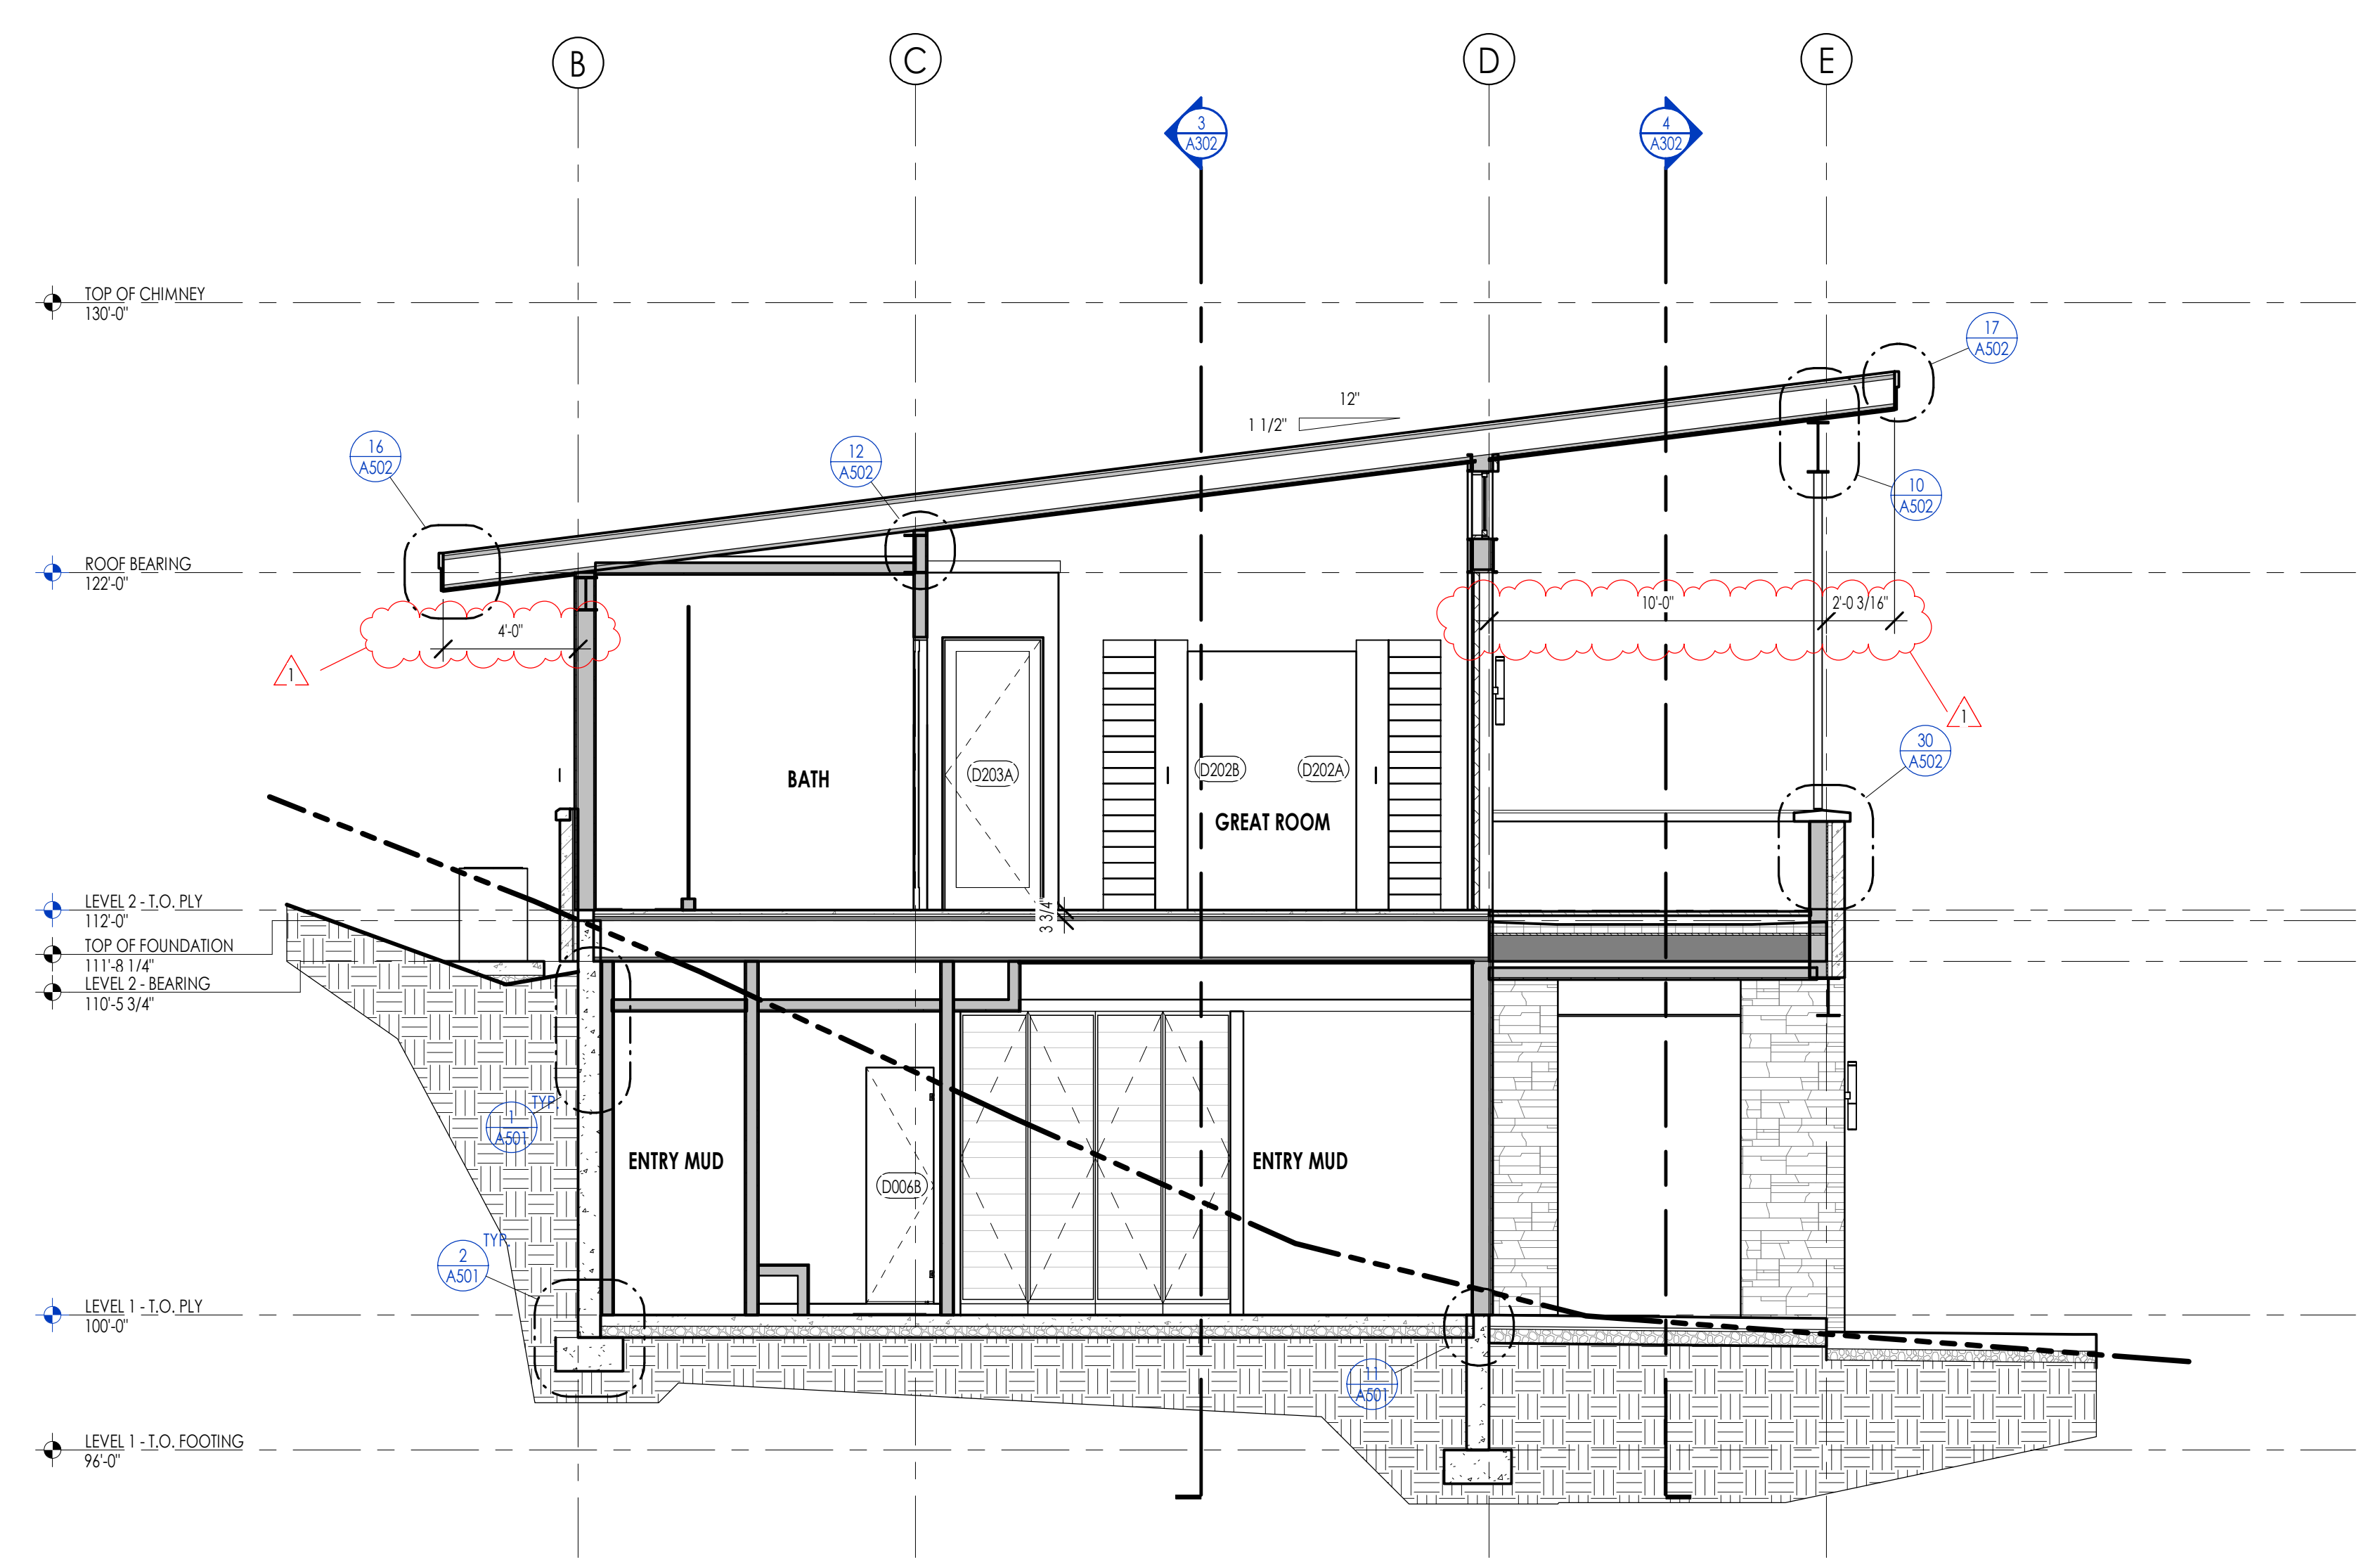 B
C
D
E
3
A302
4
A302
TOP OF CHIMNEY
130'-0"
17
A502
12"
1 1/2"
16
A502
12
A502
10
A502
ROOF BEARING
122'-0"
4'-0"
10'-0"
2'-0 3/16"
1
1
30
A502
BATH
D203A
D202B
D202A
GREAT ROOM
LEVEL 2 - T.O. PLY
112'-0"
3 3/4"
TOP OF FOUNDATION
111'-8 1/4"
LEVEL 2 - BEARING
110'-5 3/4"
TYP.
1
A501
ENTRY MUD
D006B
ENTRY MUD
TYP.
2
A501
LEVEL 1 - T.O. PLY
100'-0"
11
A501
LEVEL 1 - T.O. FOOTING
96'-0"